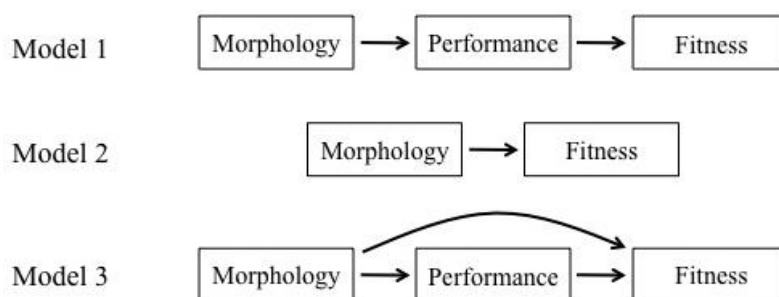 Model 1 Morphology Performance Fitness
Model 2 Morphology Fitness
Model 3 Morphology Performance Fitness